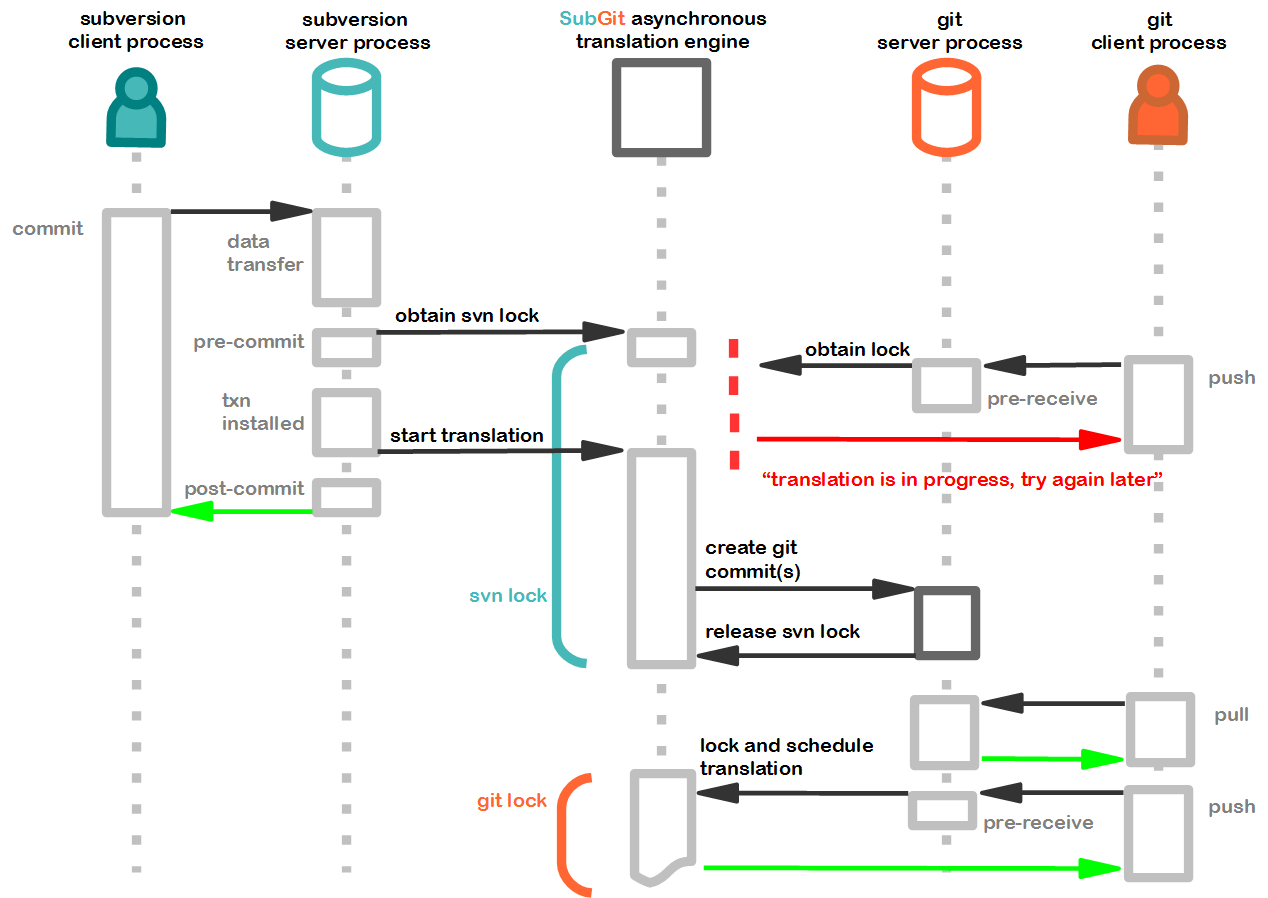 subversion
client process
subversion
server process
SubGit asynchronous
translation engine
git
server process
git
client process
commit
data
transfer
obtain svn lock
pre-commit
obtain lock
push
pre-receive
txn
installed
start translation
"translation is in progress, try again later"
post-commit
create git
commit(s)
svn lock
release svn lock
pull
lock and schedule
translation
git lock
push
pre-receive